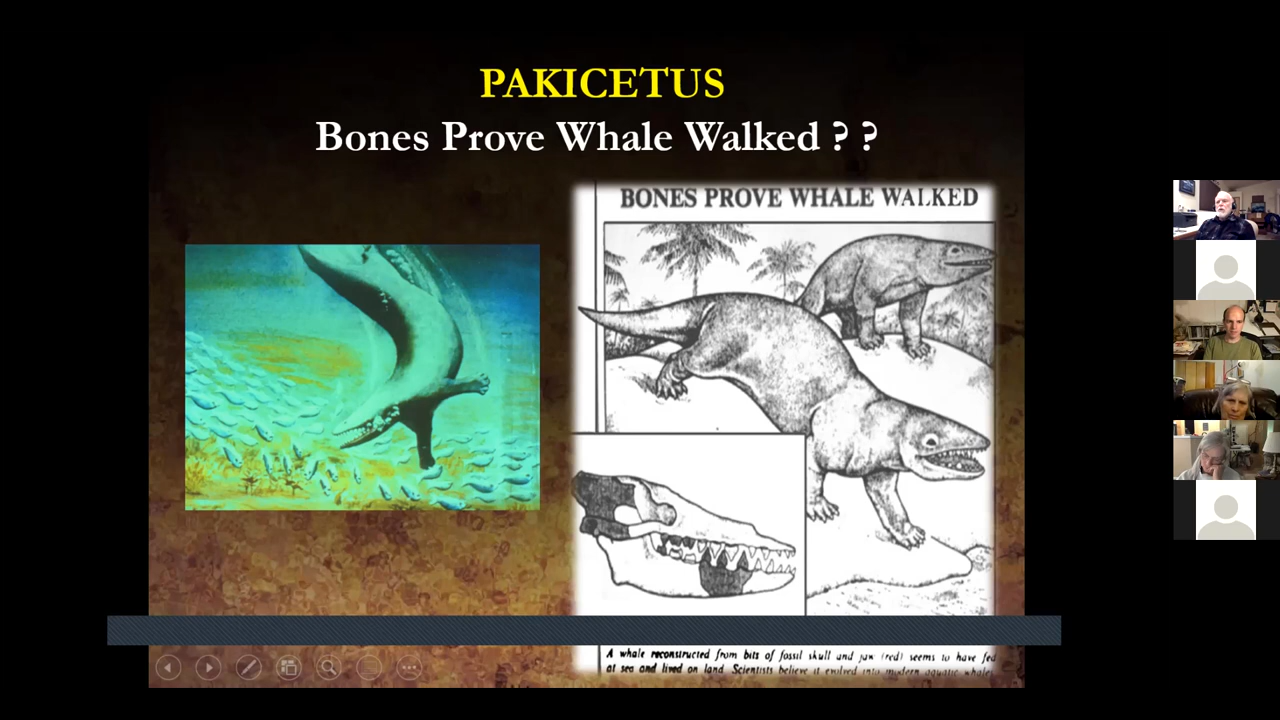 PAKICETUS
Bones Prove Whale Walked ? ?
BONES PROVE WHALE WALKED
A whale reconstructed from bits of fossil skull and jaw (red) seems to have fed
at sea and lived on land. Scientists believe it evolved into modern aquatic whales